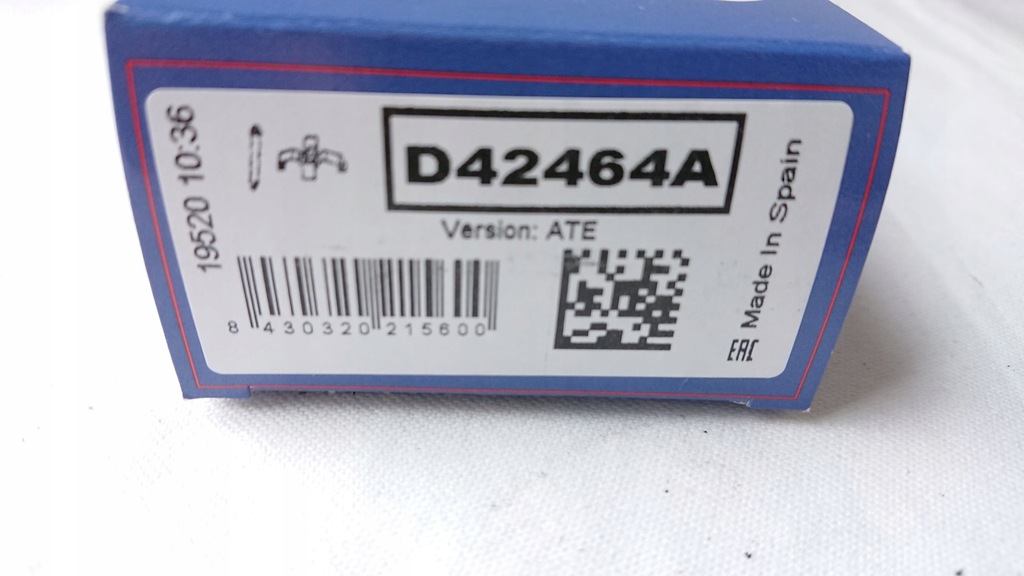 19520 10:36
D42464A
Version: ATE
8 430320 215600
Made In Spain
EAC